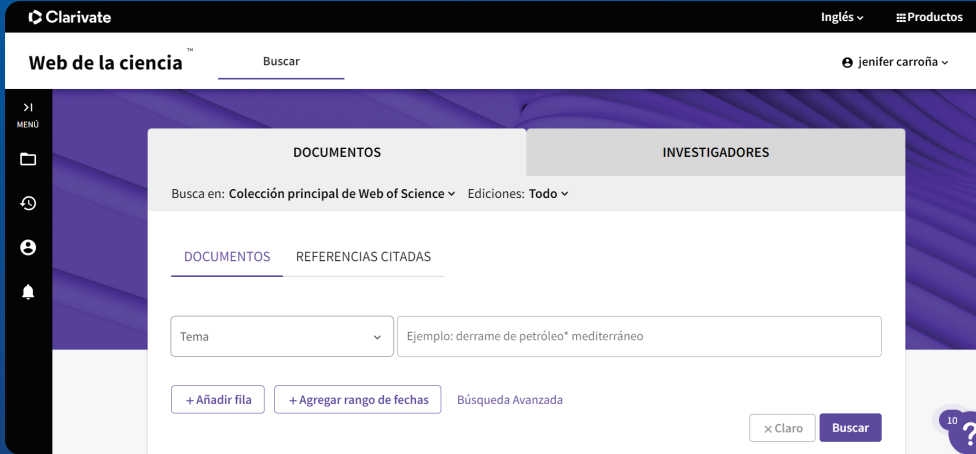 Clarivate
Inglés
Productos
Web de la ciencia™
Buscar
jenifer carroña
MENÚ
DOCUMENTOS
INVESTIGADORES
Busca en: Colección principal de Web of Science Ediciones: Todo
DOCUMENTOS
REFERENCIAS CITADAS
Tema
Ejemplo: derrame de petróleo* mediterráneo
+ Añadir fila
+ Agregar rango de fechas
Búsqueda Avanzada
× Claro
Buscar
10
?